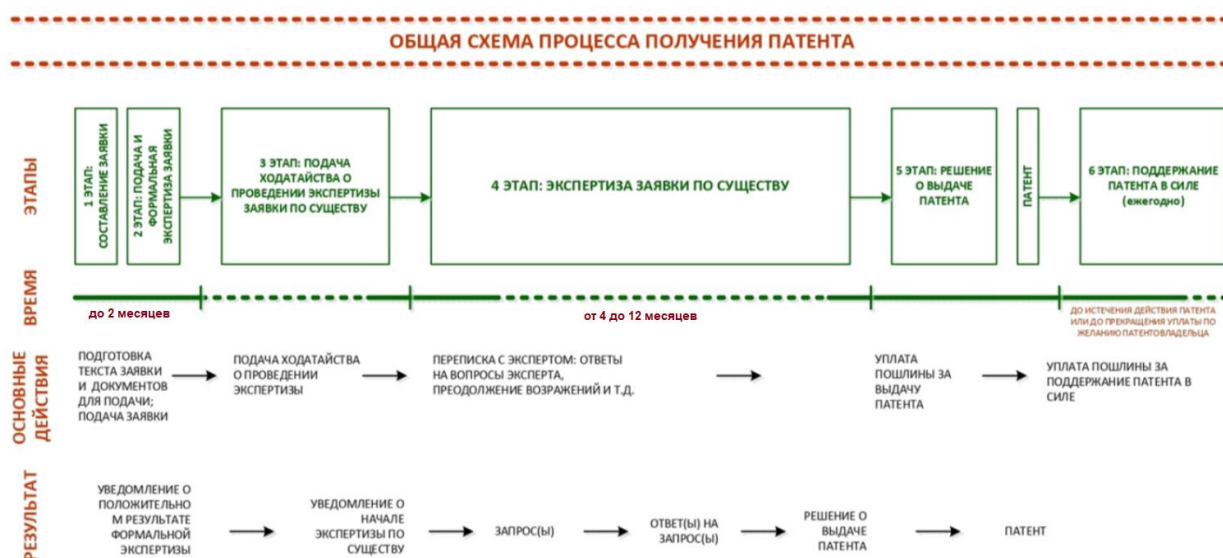 ОБЩАЯ СХЕМА ПРОЦЕССА ПОЛУЧЕНИЯ ПАТЕНТА
ЭТАПЫ
1 ЭТАП:
СОСТАВЛЕНИЕ ЗАЯВКИ
2 ЭТАП: ПОДАЧА И
ФОРМАЛЬНАЯ
ЭКСПЕРТИЗА ЗАЯВКИ
3 ЭТАП: ПОДАЧА
ХОДАТАЙСТВА О
ПРОВЕДЕНИИ ЭКСПЕРТИЗЫ
ЗАЯВКИ ПО СУЩЕСТВУ
4 ЭТАП: ЭКСПЕРТИЗА ЗАЯВКИ ПО СУЩЕСТВУ
5 ЭТАП: РЕШЕНИЕ
О ВЫДАЧЕ
ПАТЕНТА
ПАТЕНТ
6 ЭТАП: ПОДДЕРЖАНИЕ
ПАТЕНТА В СИЛЕ
(ежегодно)
ВРЕМЯ
до 2 месяцев
от 4 до 12 месяцев
ДО ИСТЕЧЕНИЯ ДЕЙСТВИЯ ПАТЕНТА
ИЛИ ДО ПРЕКРАЩЕНИЯ УПЛАТЫ ПО
ЖЕЛАНИЮ ПАТЕНТОВЛАДЕЛЬЦА
ОСНОВНЫЕ
ДЕЙСТВИЯ
ПОДГОТОВКА
ТЕКСТА ЗАЯВКИ
И ДОКУМЕНТОВ
ДЛЯ ПОДАЧИ;
ПОДАЧА ЗАЯВКИ
ПОДАЧА ХОДАТАЙСТВА
О ПРОВЕДЕНИИ
ЭКСПЕРТИЗЫ
ПЕРЕПИСКА С ЭКСПЕРТОМ: ОТВЕТЫ
НА ВОПРОСЫ ЭКСПЕРТА,
ПРЕОДОЛЖЕНИЕ ВОЗРАЖЕНИЙ И Т.Д.
УПЛАТА
ПОШЛИНЫ ЗА
ВЫДАЧУ
ПАТЕНТА
УПЛАТА ПОШЛИНЫ ЗА
ПОДДЕРЖАНИЕ ПАТЕНТА В
СИЛЕ
РЕЗУЛЬТАТ
УВЕДОМЛЕНИЕ О
ПОЛОЖИТЕЛЬНО
М РЕЗУЛЬТАТЕ
ФОРМАЛЬНОЙ
ЭКСПЕРТИЗЫ
УВЕДОМЛЕНИЕ О
НАЧАЛЕ
ЭКСПЕРТИЗЫ ПО
СУЩЕСТВУ
ЗАПРОС(Ы)
ОТВЕТ(Ы) НА
ЗАПРОС(Ы)
РЕШЕНИЕ О
ВЫДАЧЕ
ПАТЕНТА
ПАТЕНТ